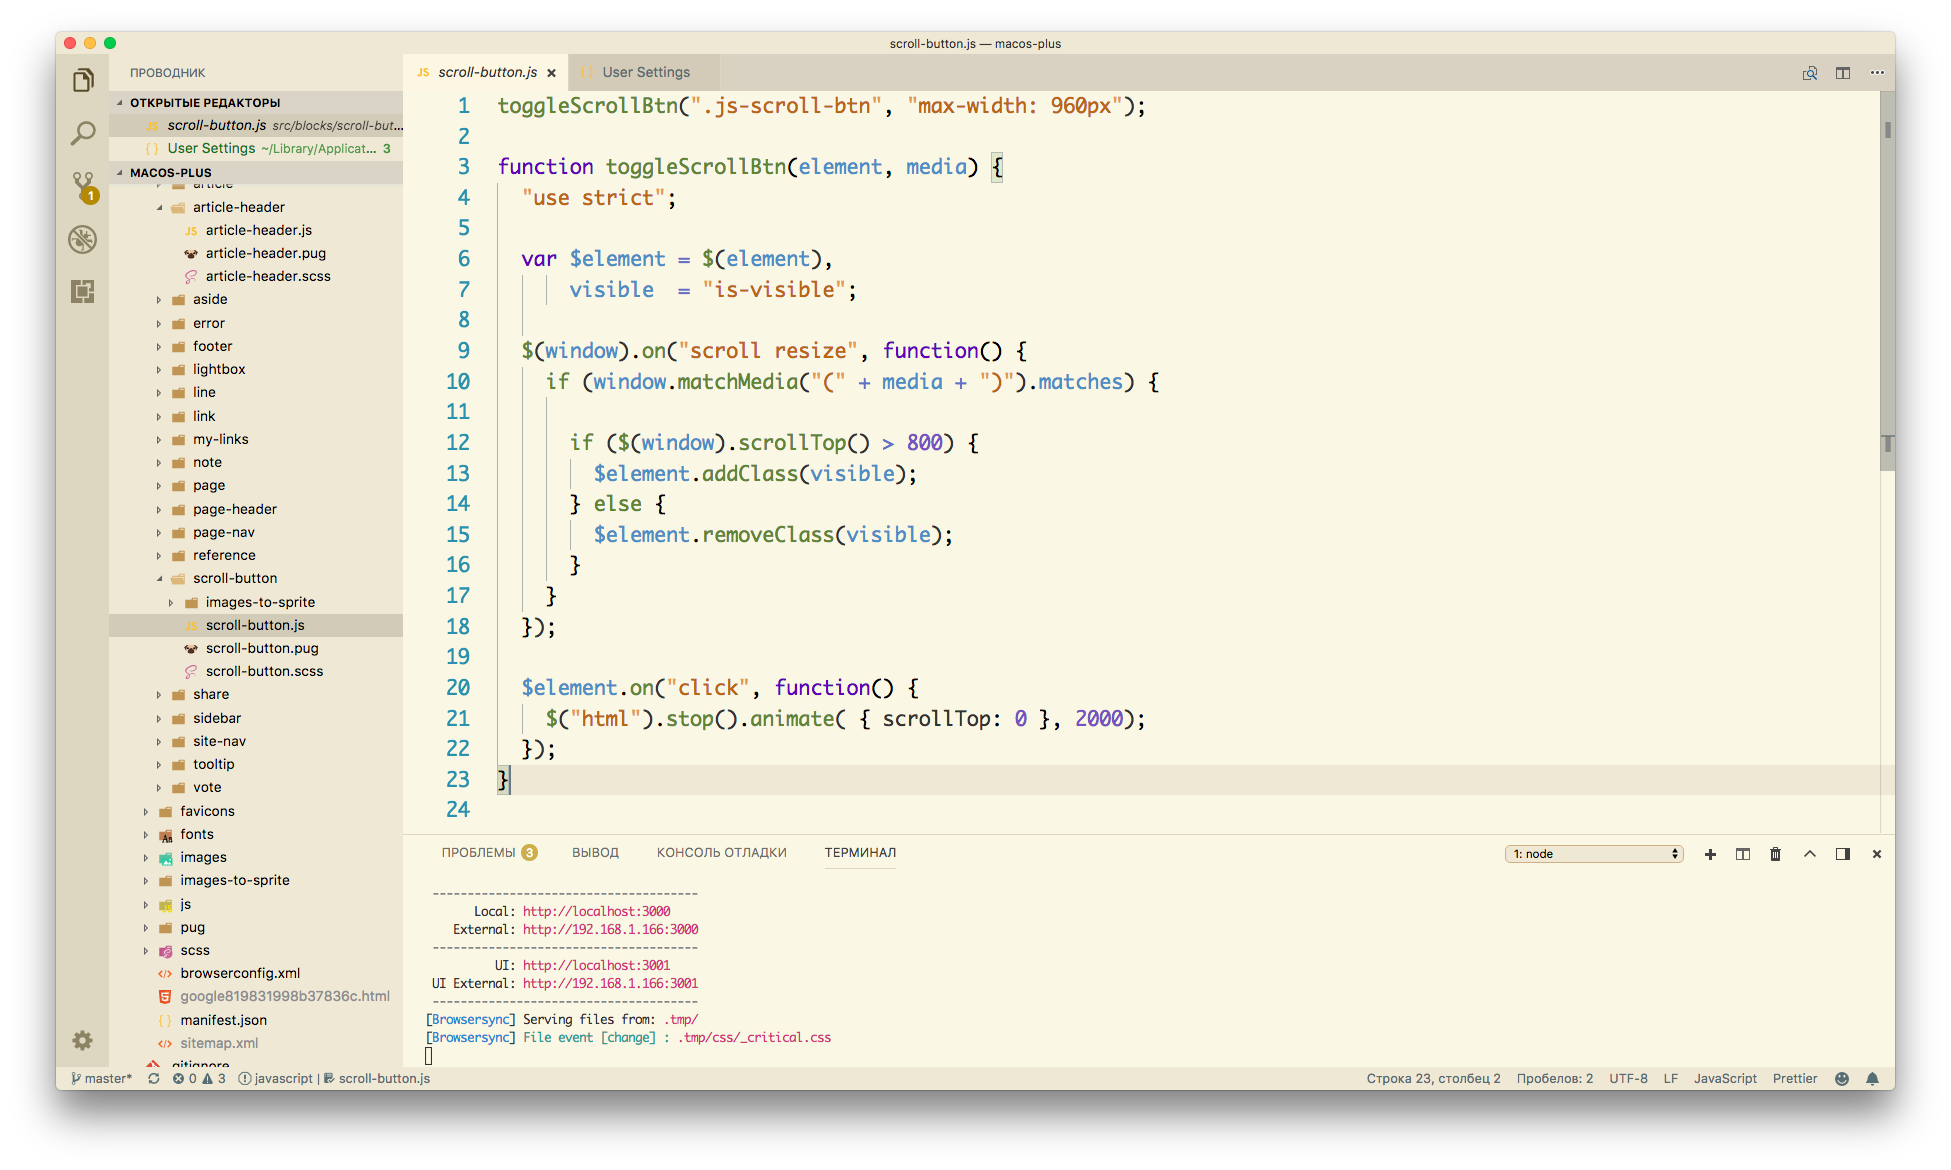 scroll-button.js — macos-plus
ПРОВОДНИК
ОТКРЫТЫЕ РЕДАКТОРЫ
JS scroll-button.js src/blocks/scroll-but...
{ } User Settings ~/Library/Applicat... 3
MACOS-PLUS
article
article-header
JS article-header.js
article-header.pug
article-header.scss
aside
error
footer
lightbox
line
link
my-links
note
page
page-header
page-nav
reference
scroll-button
images-to-sprite
JS scroll-button.js
scroll-button.pug
scroll-button.scss
share
sidebar
site-nav
tooltip
vote
favicons
fonts
images
images-to-sprite
js
pug
scss
browserconfig.xml
google819831998b37836c.html
{ } manifest.json
sitemap.xml
.gitignore
1
JS scroll-button.js ×
{ } User Settings
1 toggleScrollBtn(".js-scroll-btn", "max-width: 960px");
2
3 function toggleScrollBtn(element, media) {
4 "use strict";
5
6 var $element = $(element),
7 visible = "is-visible";
8
9 $(window).on("scroll resize", function() {
10 if (window.matchMedia("(" + media + ")").matches) {
11
12 if ($(window).scrollTop() > 800) {
13 $element.addClass(visible);
14 } else {
15 $element.removeClass(visible);
16 }
17 }
18 });
19
20 $element.on("click", function() {
21 $("html").stop().animate( { scrollTop: 0 }, 2000);
22 });
23 }
24
ПРОБЛЕМЫ 3 ВЫВОД КОНСОЛЬ ОТЛАДКИ ТЕРМИНАЛ 1: node
--------------------------------------
Local: http://localhost:3000
External: http://192.168.1.166:3000
--------------------------------------
UI: http://localhost:3001
UI External: http://192.168.1.166:3001
--------------------------------------
[Browsersync] Serving files from: .tmp/
[Browsersync] File event [change] : .tmp/css/_critical.css
master* 0 3 javascript | scroll-button.js Строка 23, столбец 2 Пробелов: 2 UTF-8 LF JavaScript Prettier